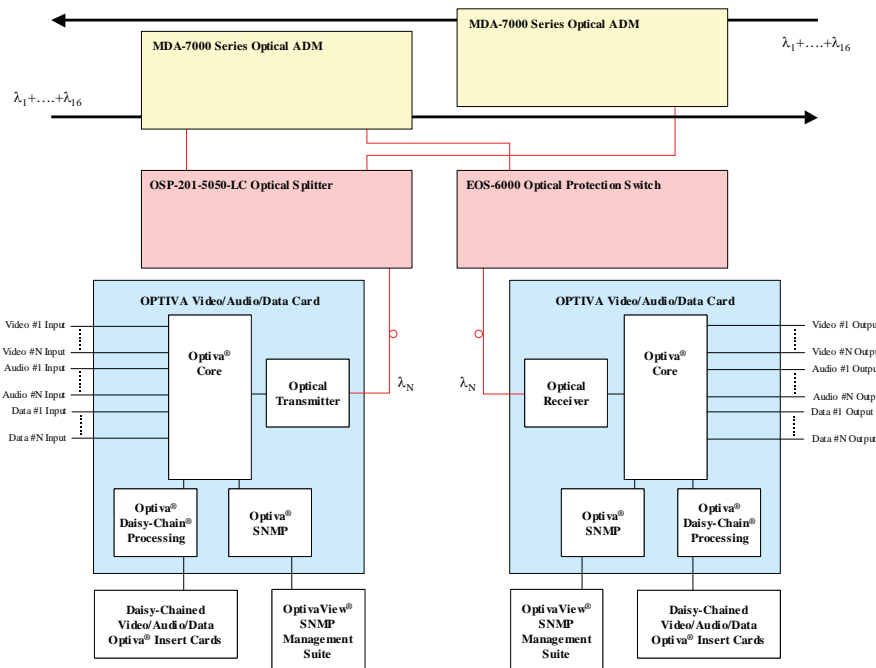 MDA-7000 Series Optical ADM
MDA-7000 Series Optical ADM
λ1+….+λ16
λ1+….+λ16
OSP-201-5050-LC Optical Splitter
EOS-6000 Optical Protection Switch
OPTIVA Video/Audio/Data Card
Video #1 Input
Video #N Input
Audio #1 Input
Audio #N Input
Data #1 Input
Data #N Input
Optiva®
Core
Optical
Transmitter
λN
Optiva®
Daisy-Chain®
Processing
Optiva®
SNMP
Daisy-Chained
Video/Audio/Data
Optiva® Insert Cards
OptivaView®
SNMP
Management
Suite
OPTIVA Video/Audio/Data Card
λN
Optical
Receiver
Optiva®
Core
Video #1 Output
Video #N Output
Audio #1 Output
Audio #N Output
Data #1 Output
Data #N Output
Optiva®
SNMP
Optiva®
Daisy-Chain®
Processing
OptivaView®
SNMP
Management
Suite
Daisy-Chained
Video/Audio/Data
Optiva® Insert Cards